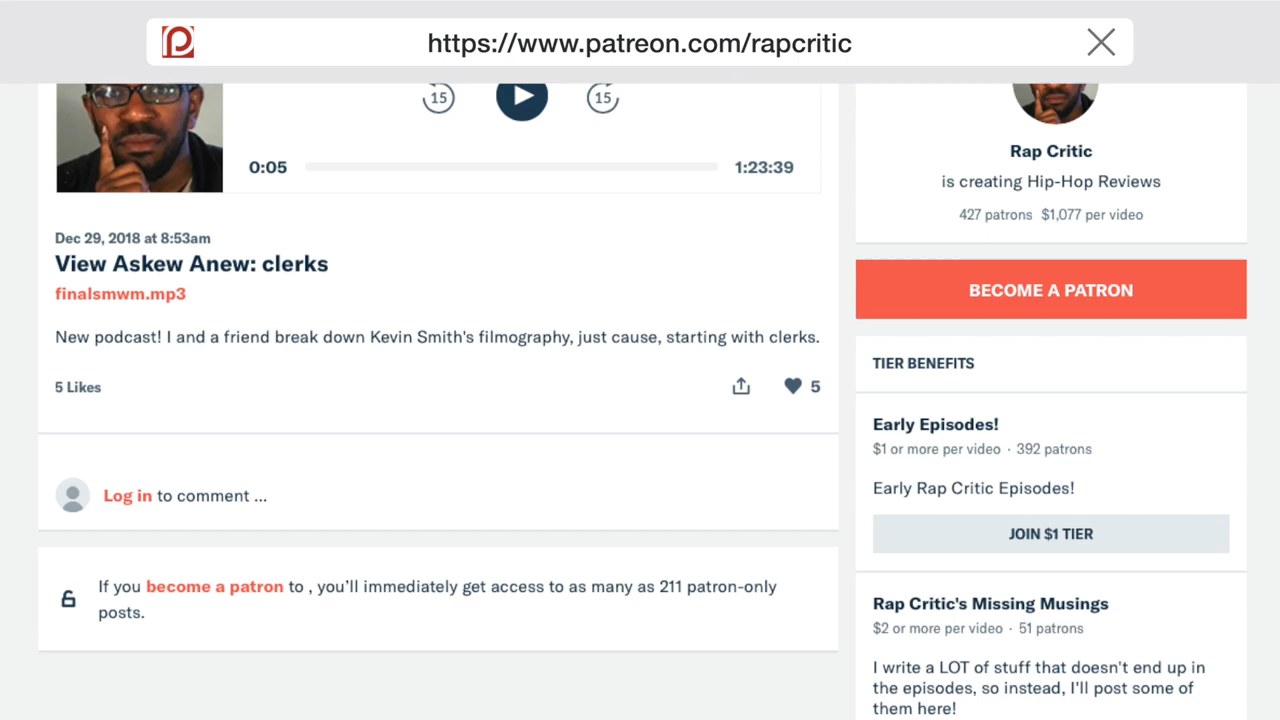 https://www.patreon.com/rapcritic
15
15
0:05
1:23:39
Dec 29, 2018 at 8:53am
View Askew Anew: clerks
finalsmwm.mp3
New podcast! I and a friend break down Kevin Smith's filmography, just cause, starting with clerks.
5 Likes
5
Log in to comment ...
If you become a patron to , you'll immediately get access to as many as 211 patron-only
posts.
Rap Critic
is creating Hip-Hop Reviews
427 patrons $1,077 per video
BECOME A PATRON
TIER BENEFITS
Early Episodes!
$1 or more per video · 392 patrons
Early Rap Critic Episodes!
JOIN $1 TIER
Rap Critic's Missing Musings
$2 or more per video · 51 patrons
I write a LOT of stuff that doesn't end up in
the episodes, so instead, I'll post some of
them here!